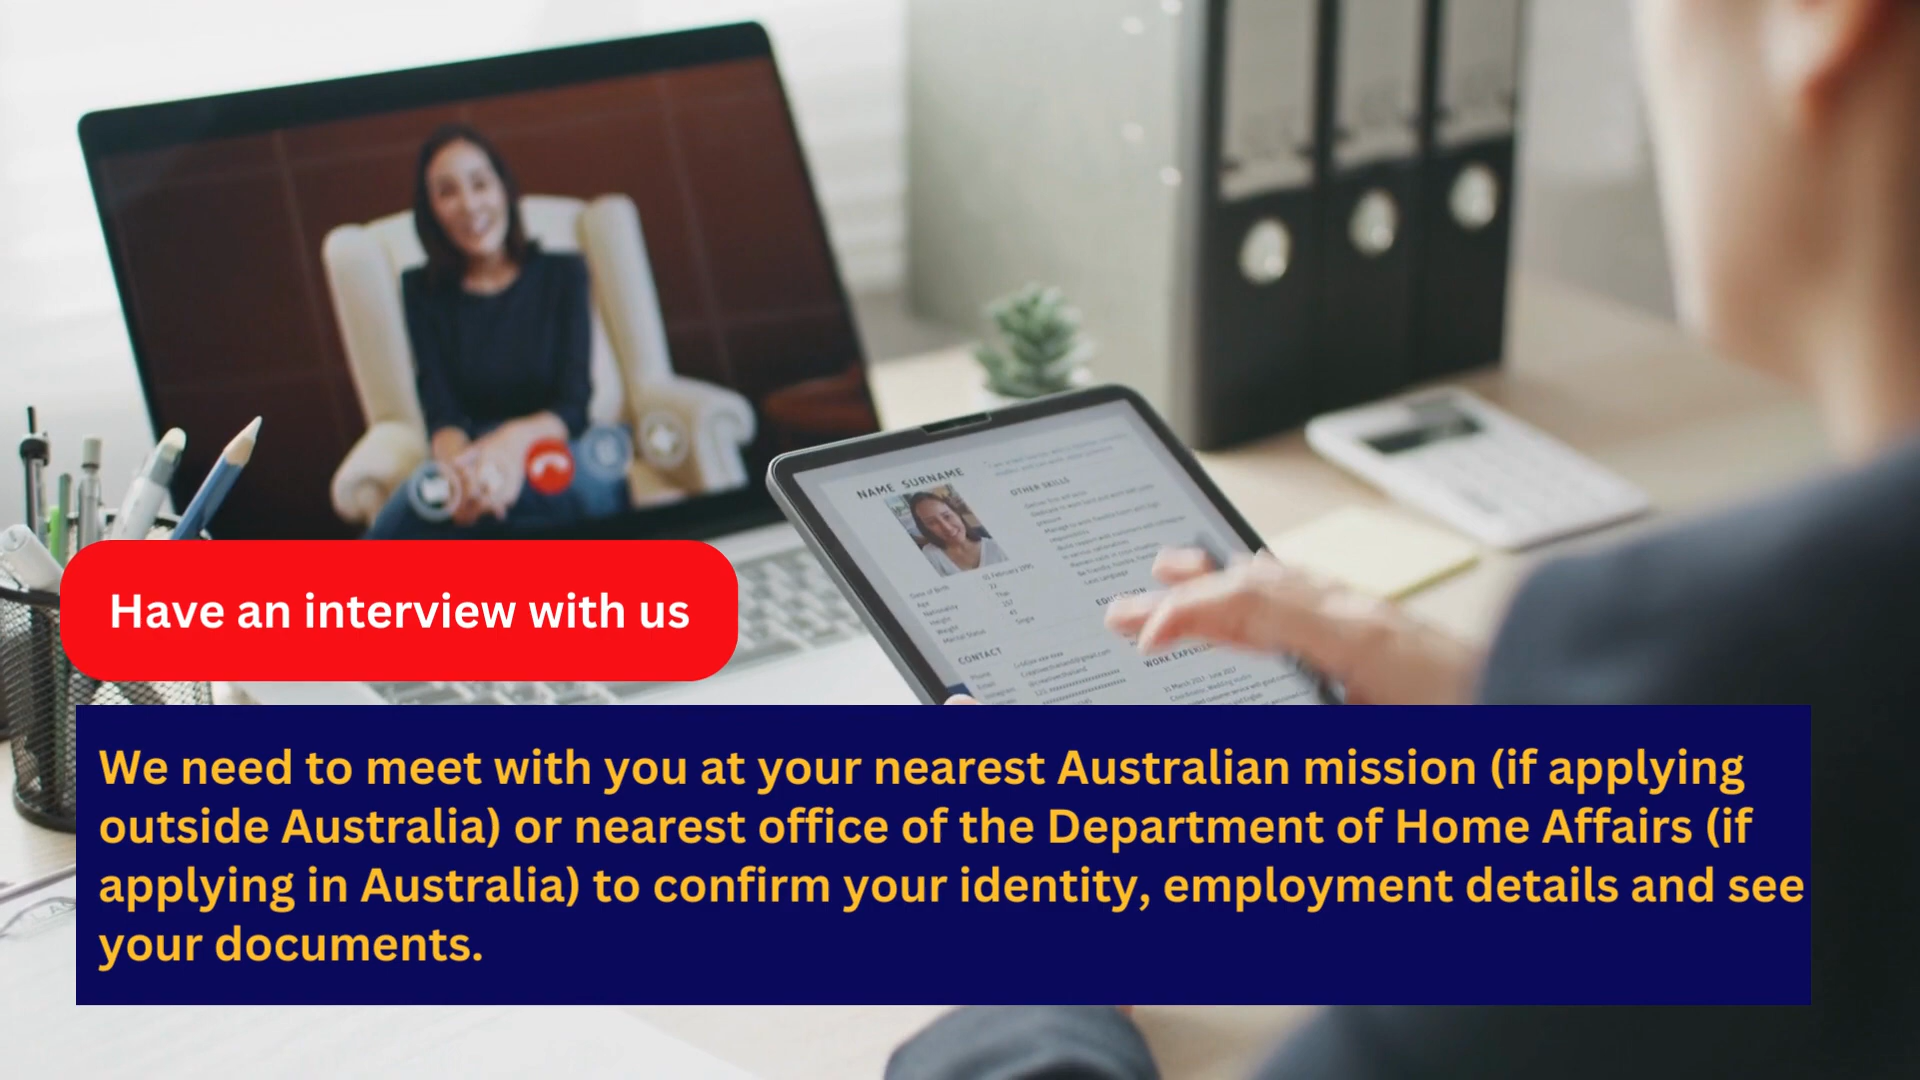 NAME SURNAME
OTHER SKILLS
EDUCATION
CONTACT
Have an interview with us
We need to meet with you at your nearest Australian mission (if applying
outside Australia) or nearest office of the Department of Home Affairs (if
applying in Australia) to confirm your identity, employment details and see
your documents.